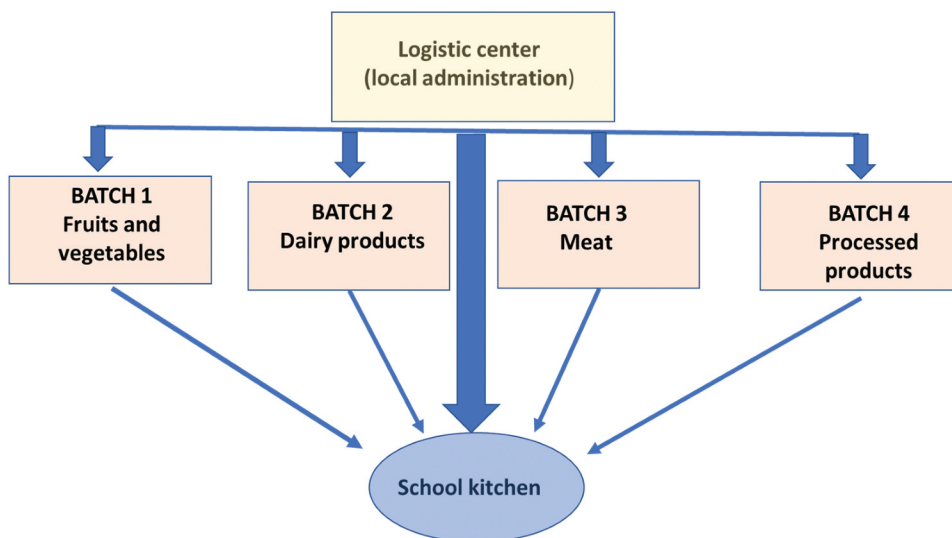 Logistic center
(local administration)
BATCH 1
Fruits and
vegetables
BATCH 2
Dairy products
BATCH 3
Meat
BATCH 4
Processed
products
School kitchen